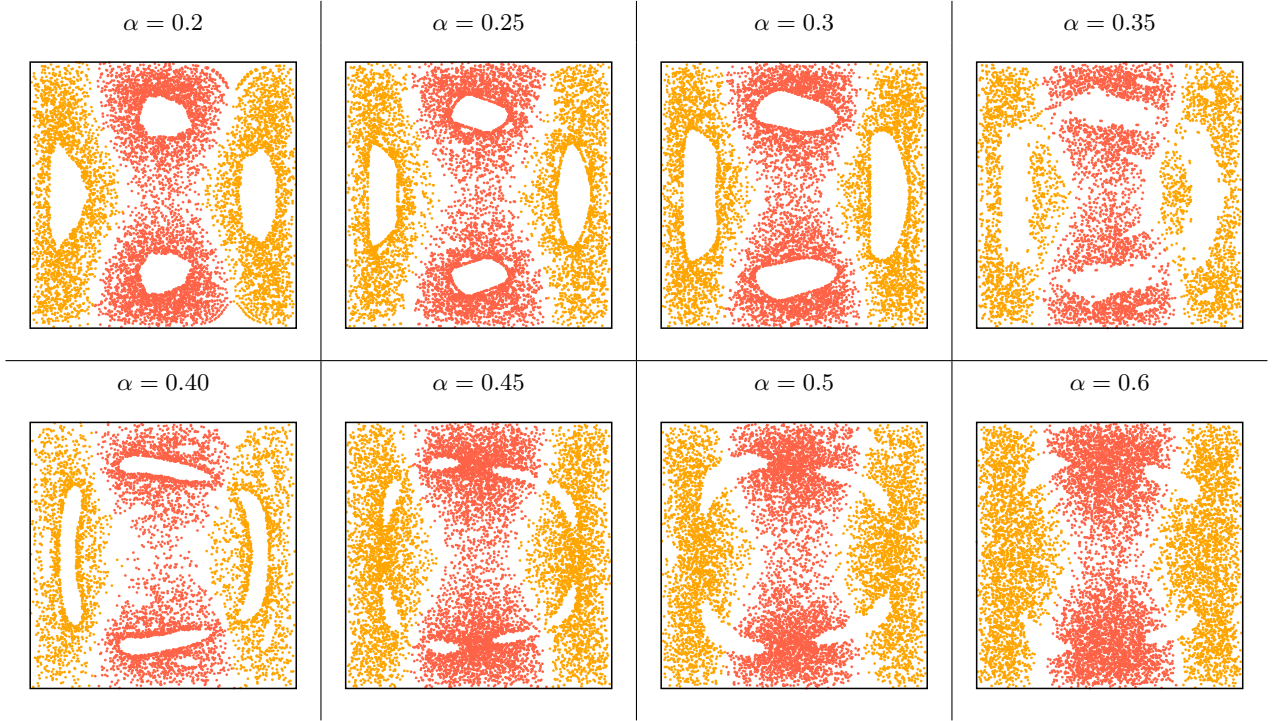 α = 0.2
α = 0.25
α = 0.3
α = 0.35
α = 0.40
α = 0.45
α = 0.5
α = 0.6